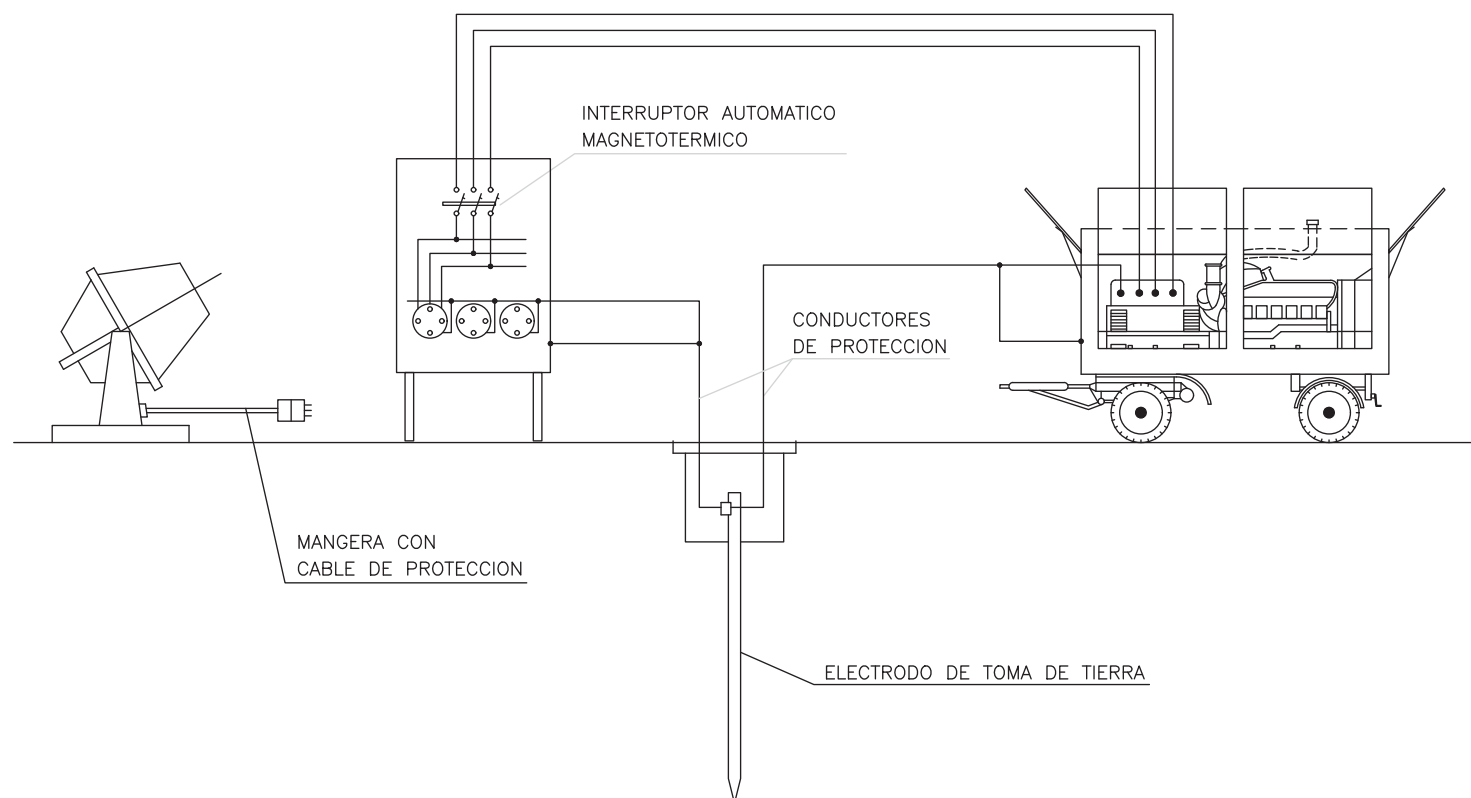 INTERRUPTOR AUTOMATICO
MAGNETOTERMICO
CONDUCTORES
DE PROTECCION
MANGERA CON
CABLE DE PROTECCION
ELECTRODO DE TOMA DE TIERRA